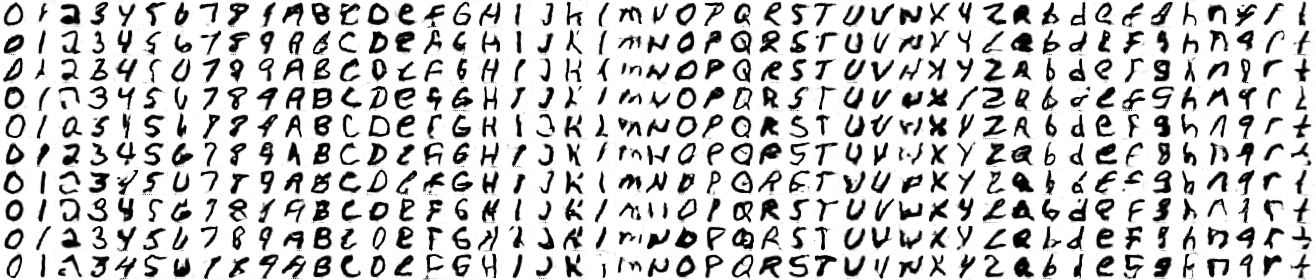 0 1 2 3 4 5 6 7 8 9 A B C D e F G H I J K l m N O P Q R S T U V W X Y Z a b d e f g h n q r t
0 1 2 3 4 5 6 7 8 9 A B C D e F G H I J K L m N O P Q R S T U V W X Y Z a b d e F g h n q r t
0 1 2 3 4 5 6 7 8 9 A B C D E F G H I J K L m N O P Q R S T U V W X Y Z a b d e F g h n q r t
0 1 2 3 4 5 6 7 8 9 A B C D e F G H I J K L m N O P Q R S T U V W X Y Z a b d e f g h n q r t
0 1 2 3 4 5 6 7 8 9 A B C D e F G H I J K L m N O P Q R S T U V W X Y Z a b d e F g h n q r t
0 1 2 3 4 5 6 7 8 9 A B C D E F G H I J K L m N O P Q R S T U V W X Y Z a b d e F g h n q r t
0 1 2 3 4 5 6 7 8 9 A B C D e F G H I J K L m N O P Q R S T U V W X Y Z a b d e F g h n q r t
0 1 2 3 4 5 6 7 8 9 A B C D e F G H I J K L m N O P Q R S T U V W X Y Z a b d e F g h n q r t
0 1 2 3 4 5 6 7 8 9 A B C D e F G H I J K L m N O P Q R S T U V W X Y Z a b d e F g h n q r t
0 1 2 3 4 5 6 7 8 9 A B C D e F G H I J K L m N O P Q R S T U V W X Y Z a b d e F g h n q r t